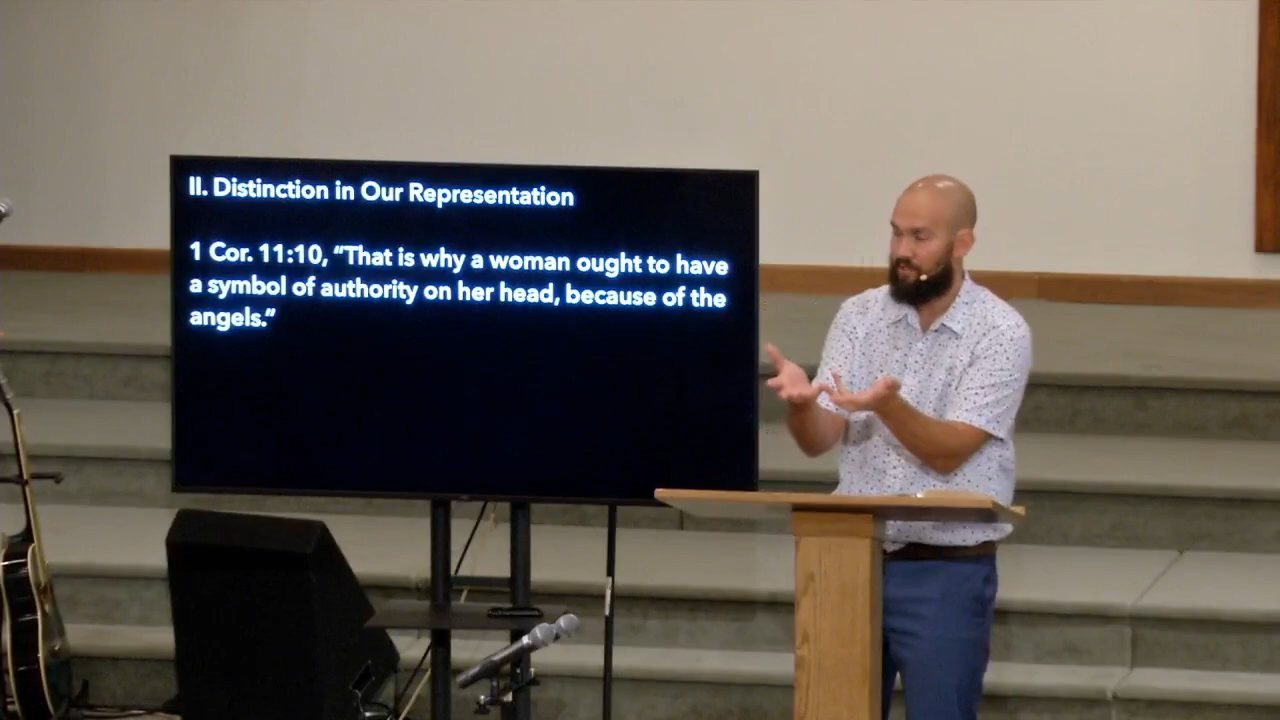 II. Distinction in Our Representation
1 Cor. 11:10, “That is why a woman ought to have
a symbol of authority on her head, because of the
angels.”